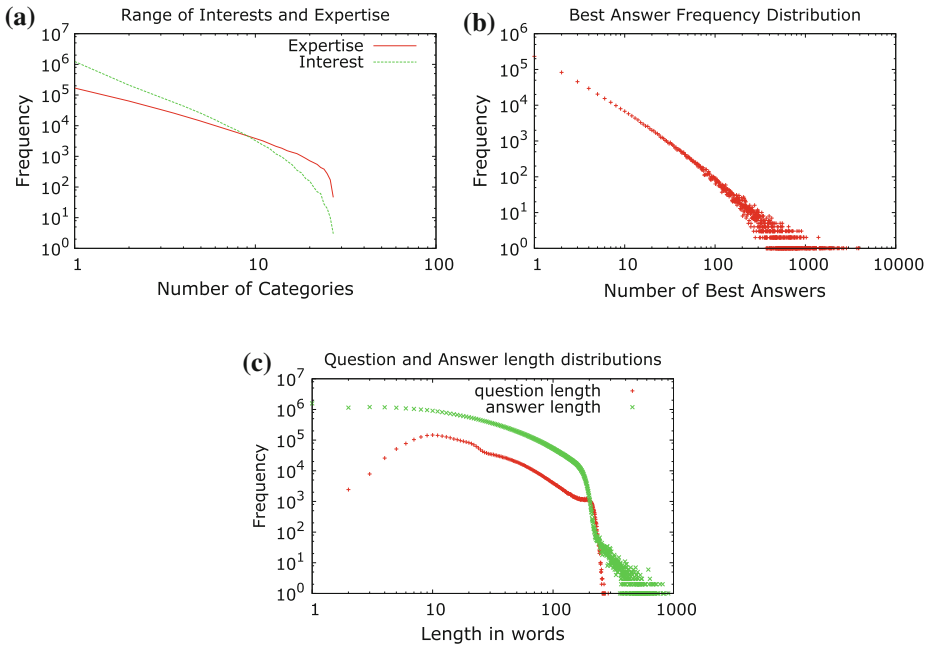 (a)
Range of Interests and Expertise
10^7
10^6
10^5
10^4
10^3
10^2
10^1
10^0
Frequency
Expertise
Interest
1 10 100
Number of Categories
(b)
Best Answer Frequency Distribution
10^6
10^5
10^4
10^3
10^2
10^1
10^0
Frequency
1 10 100 1000 10000
Number of Best Answers
(c)
Question and Answer length distributions
10^7
10^6
10^5
10^4
10^3
10^2
10^1
10^0
Frequency
question length
answer length
1 10 100 1000
Length in words